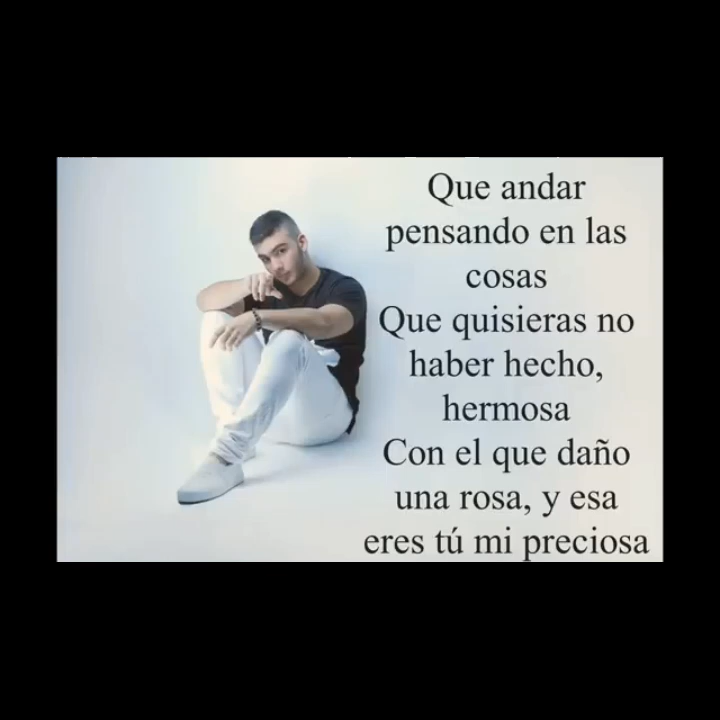 Que andar
pensando en las
cosas
Que quisieras no
haber hecho,
hermosa
Con el que daño
una rosa, y esa
eres tú mi preciosa